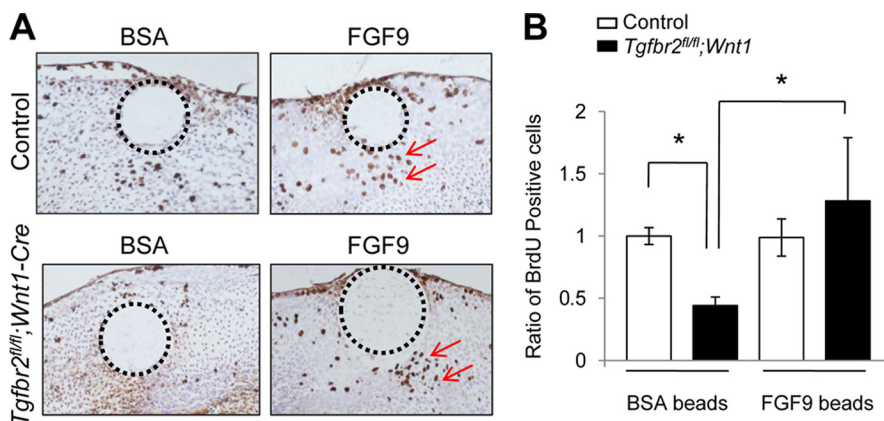 A
BSA
FGF9
Control
BSA
FGF9
Tgfbr2fl/fl;Wnt1-Cre
B
Control
Tgfbr2fl/fl;Wnt1
Ratio of BrdU Positive cells
2
1.5
1
0.5
0
*
*
BSA beads
FGF9 beads